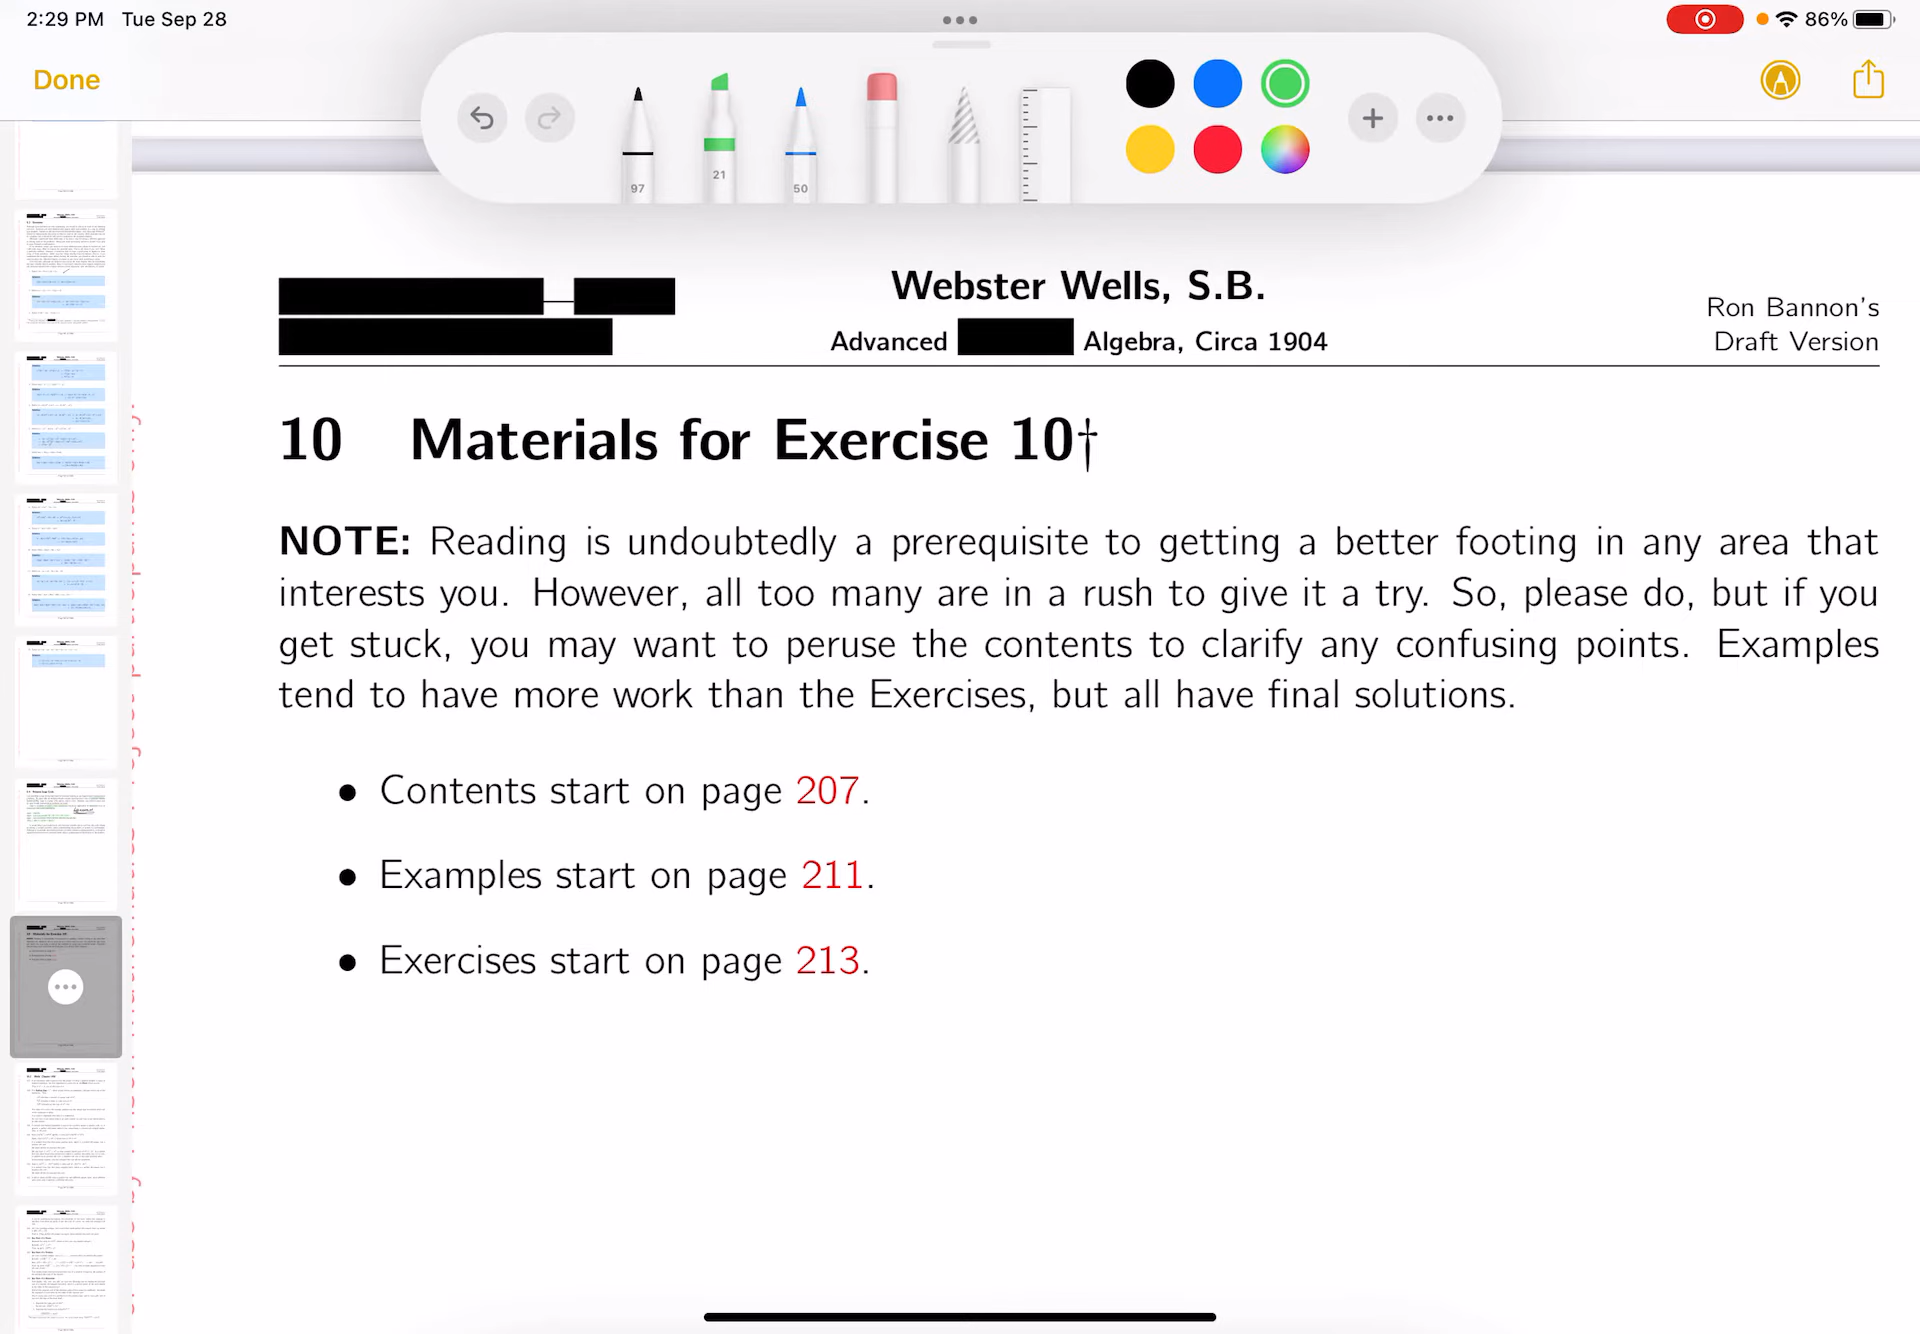 2:29 PM Tue Sep 28
86%
Done
97
21
50
Webster Wells, S.B.
Advanced Algebra, Circa 1904
Ron Bannon's
Draft Version
10 Materials for Exercise 10†
NOTE: Reading is undoubtedly a prerequisite to getting a better footing in any area that
interests you. However, all too many are in a rush to give it a try. So, please do, but if you
get stuck, you may want to peruse the contents to clarify any confusing points. Examples
tend to have more work than the Exercises, but all have final solutions.
• Contents start on page 207.
• Examples start on page 211.
• Exercises start on page 213.